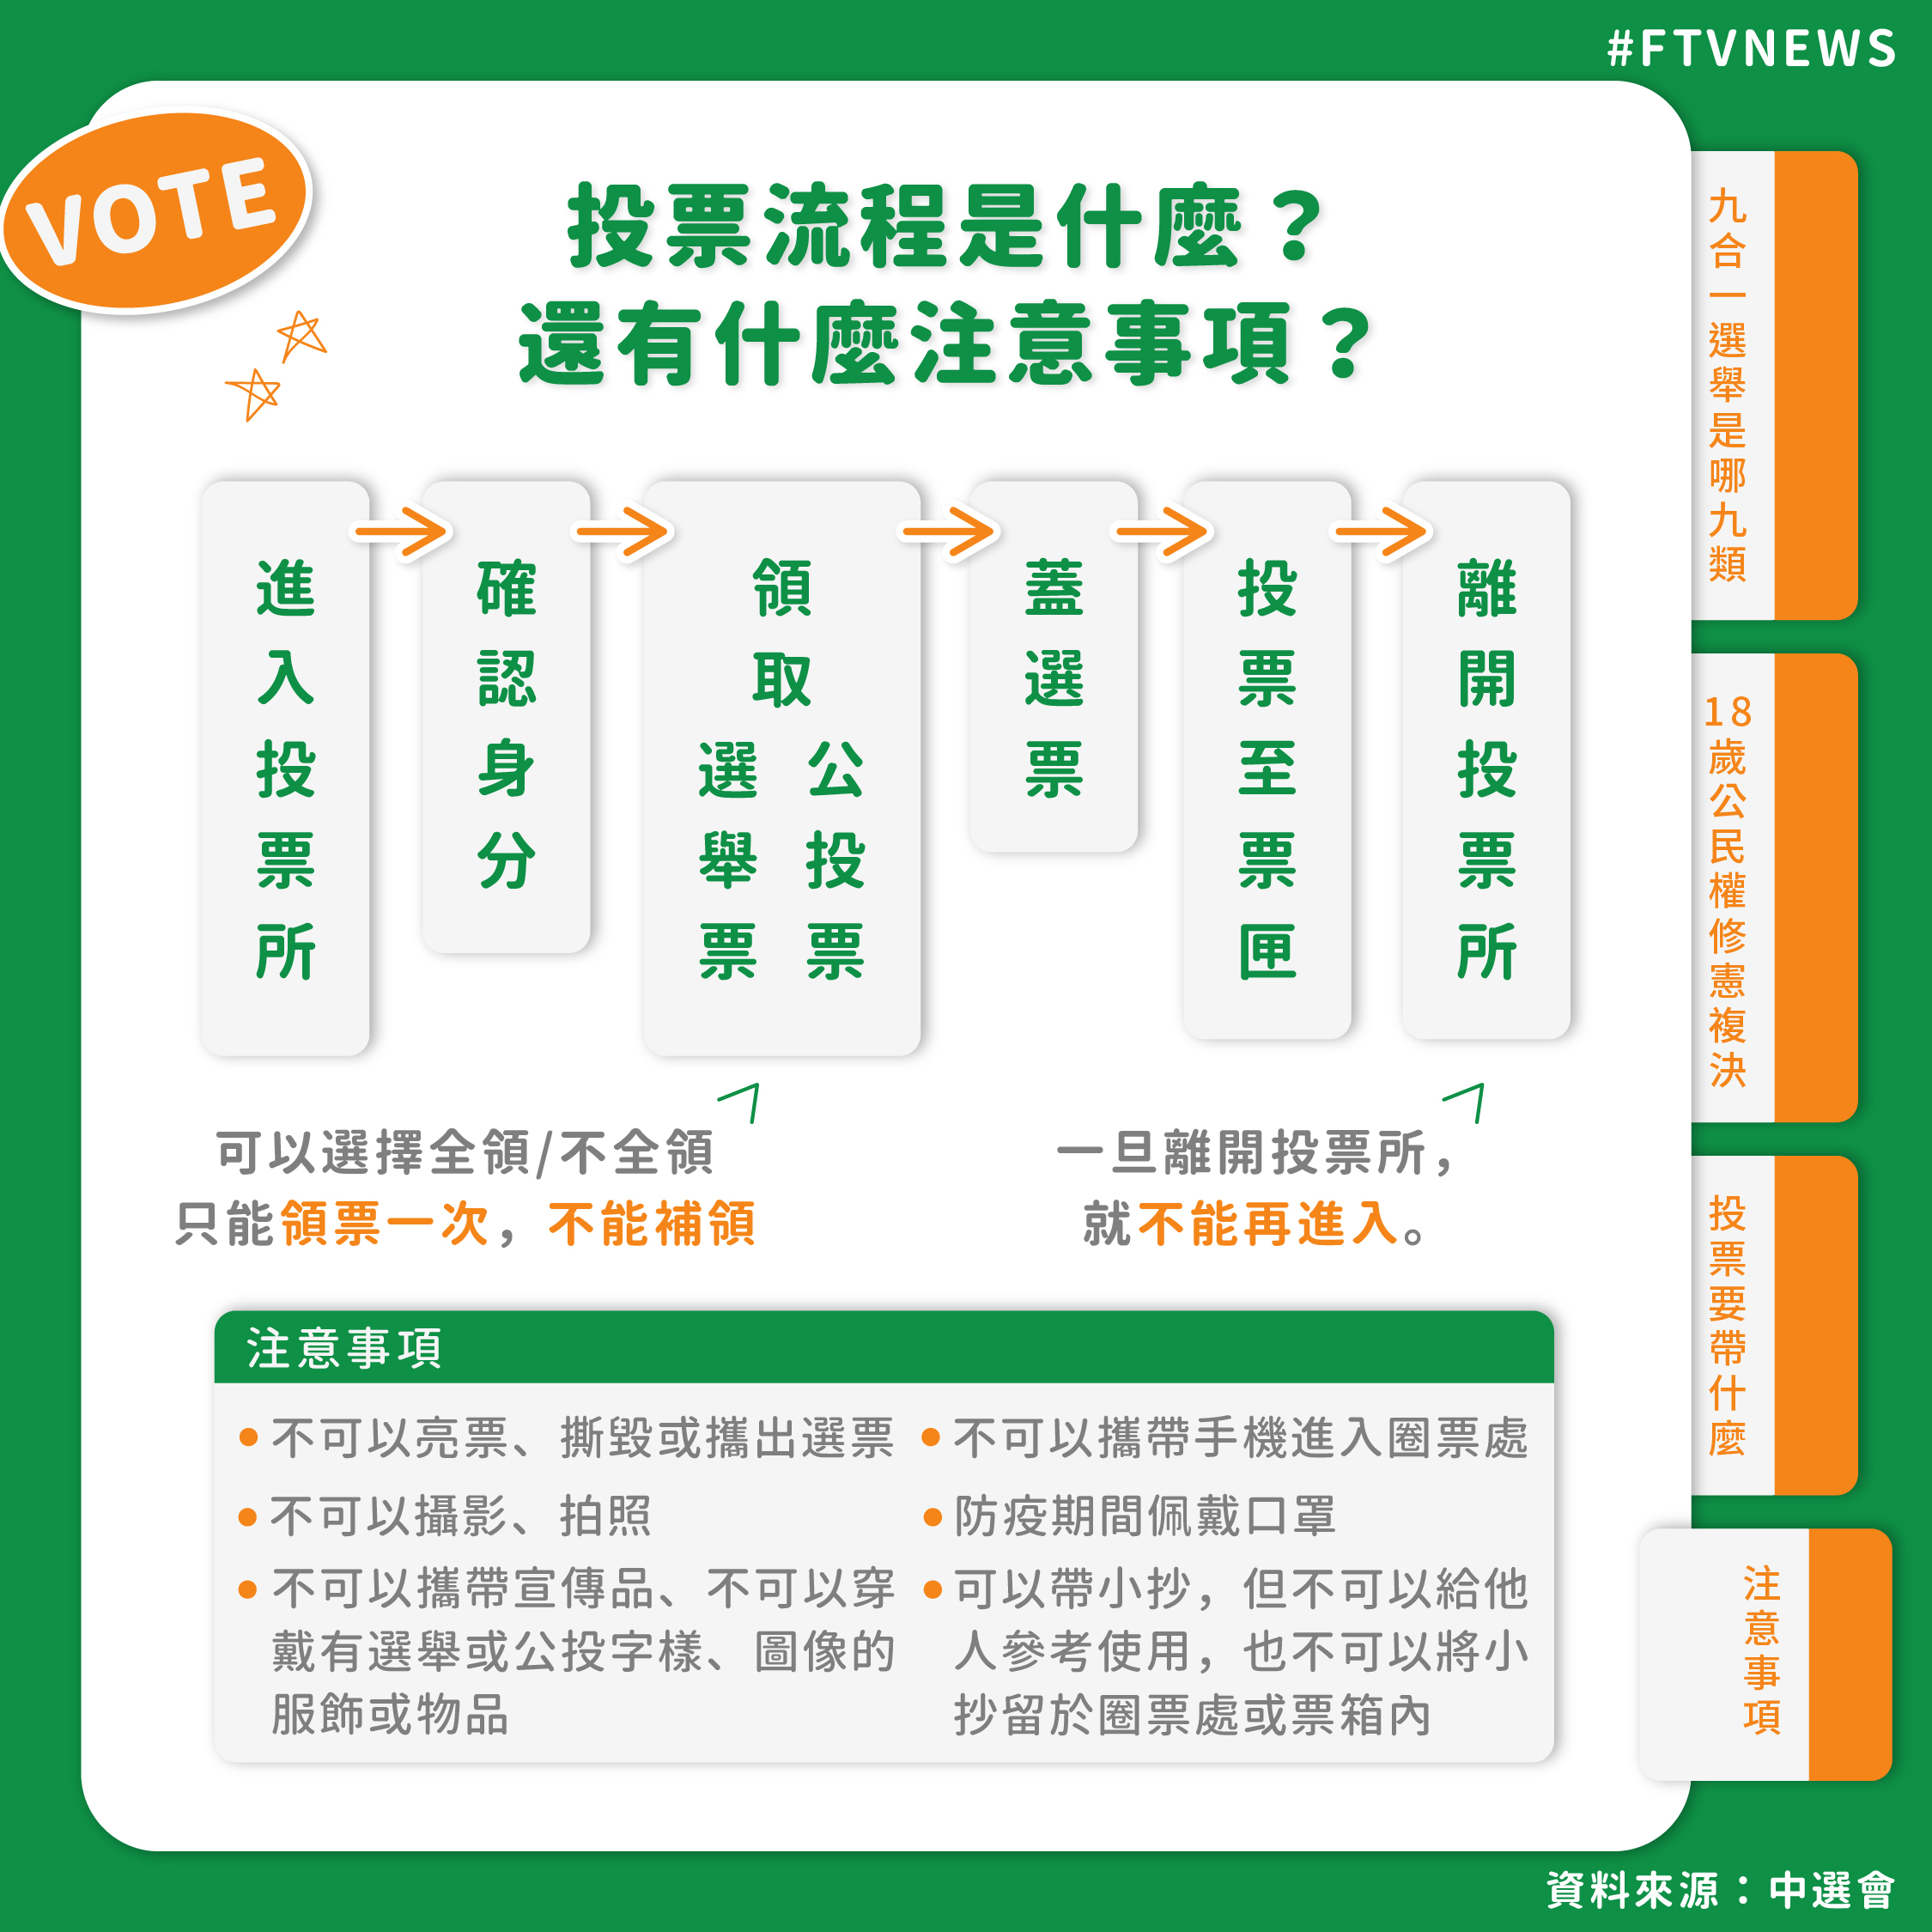 #FTVNEWS
VOTE
投票流程是什麼？
還有什麼注意事項？
進入投票所
確認身分
領取
選舉票
公投票
蓋選票
投票至票匭
離開投票所
可以選擇全領/不全領
只能領票一次，不能補領
一旦離開投票所，
就不能再進入。
注意事項
不可以亮票、撕毀或攜出選票
不可以攝影、拍照
不可以攜帶宣傳品、不可以穿
戴有選舉或公投字樣、圖像的
服飾或物品
不可以攜帶手機進入圈票處
防疫期間佩戴口罩
可以帶小抄，但不可以給他
人參考使用，也不可以將小
抄留於圈票處或票箱內
九合一選舉是哪九類
18歲公民權修憲複決
投票要帶什麼
注意事項
資料來源：中選會